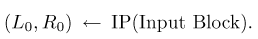 (L₀, R₀) ← IP(Input Block).